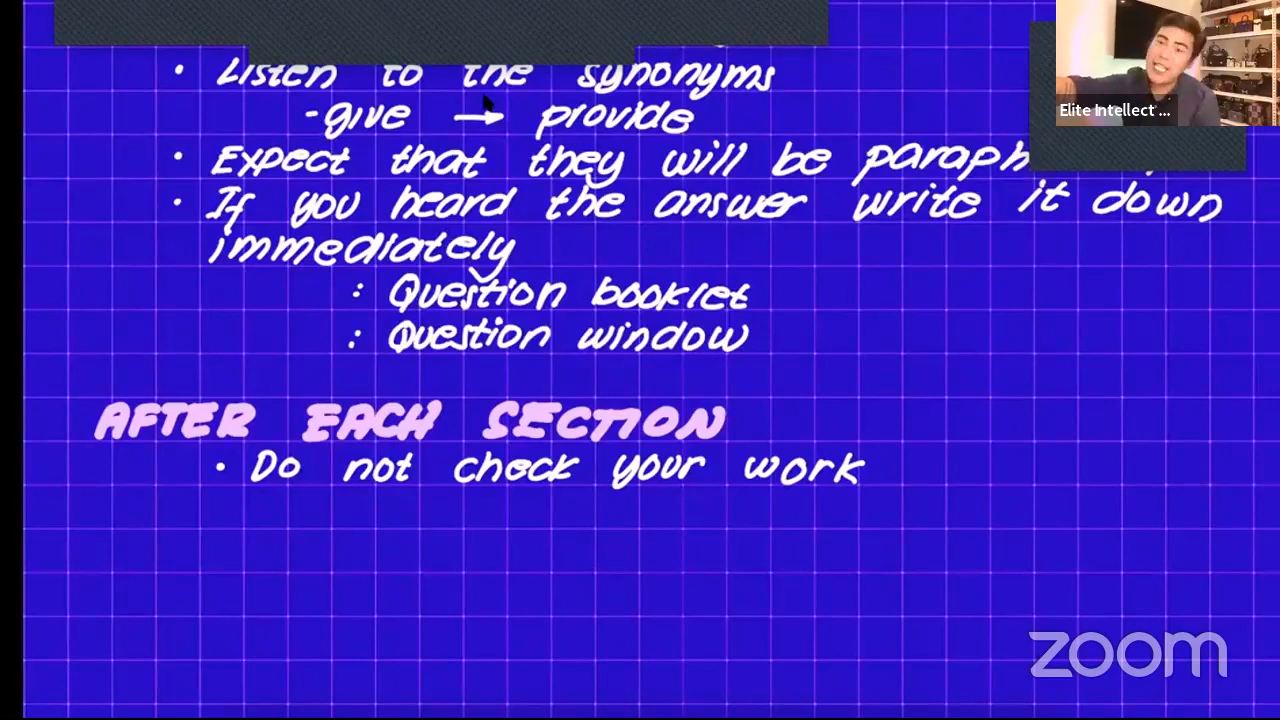 • Listen to the synonyms
-give → provide
• Expect that they will be
• If you heard the answer write it down
immediately
: Question booklet
: Question window
AFTER EACH SECTION
• Do not check your work
Elite Intellect ...
zoom